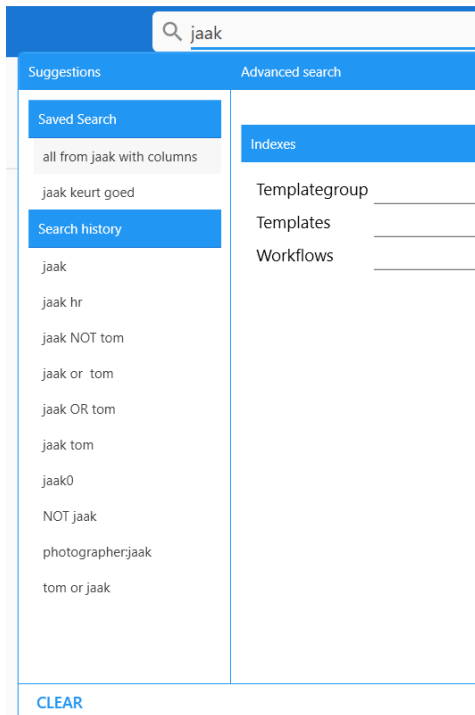 jaak
Suggestions
Advanced search
Saved Search
all from jaak with columns
jaak keurt goed
Search history
jaak
jaak hr
jaak NOT tom
jaak or  tom
jaak OR tom
jaak tom
jaak0
NOT jaak
photographer:jaak
tom or jaak
Indexes
Templategroup
Templates
Workflows
CLEAR